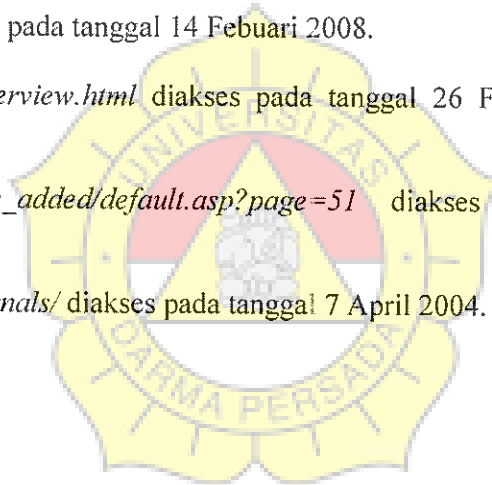 pada tanggal 14 Febuari 2008.
erview.html diakses pada tanggal 26 F
_added/default.asp?page=51 diakses
nals/ diakses pada tanggal 7 April 2004.
UNIVERSITAS
DARMA PERSADA